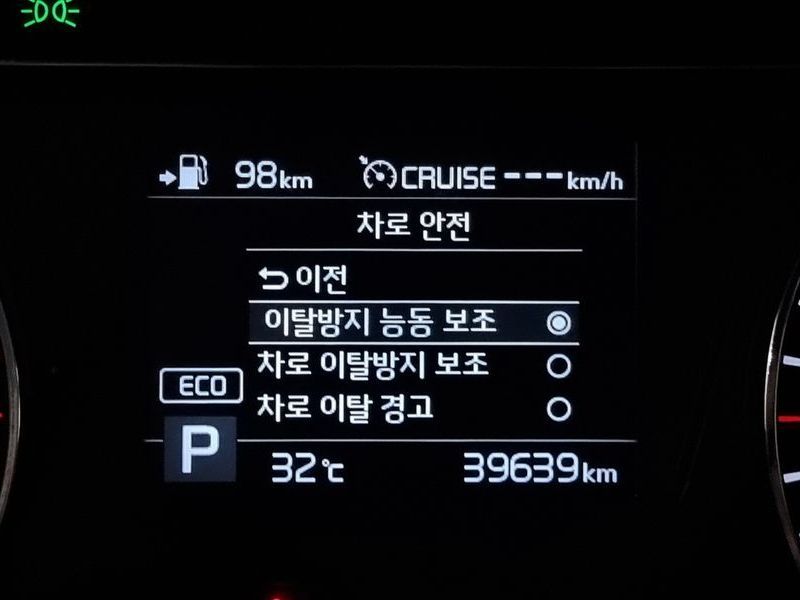 98km CRUISE ---km/h
차로 안전
이전
이탈방지 능동 보조
차로 이탈방지 보조
ECO
차로 이탈 경고
P
32℃ 39639km